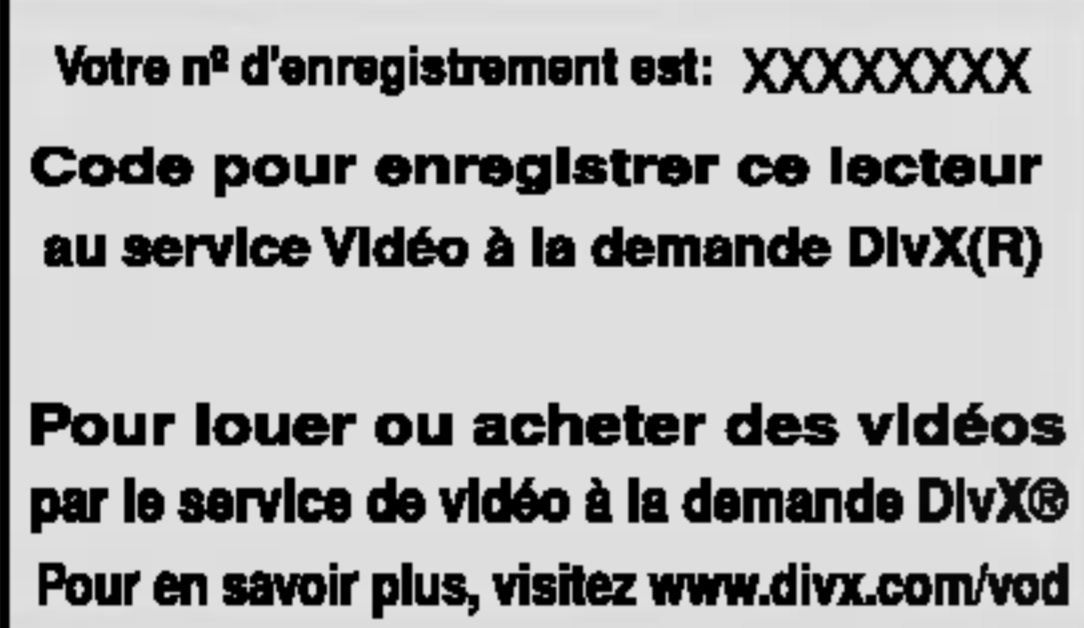 Votre nº d'enregistrement est: XXXXXXXX
Code pour enregistrer ce lecteur
au service Vidéo à la demande DivX(R)
Pour louer ou acheter des vidéos
par le service de vidéo à la demande DivX®
Pour en savoir plus, visitez www.divx.com/vod